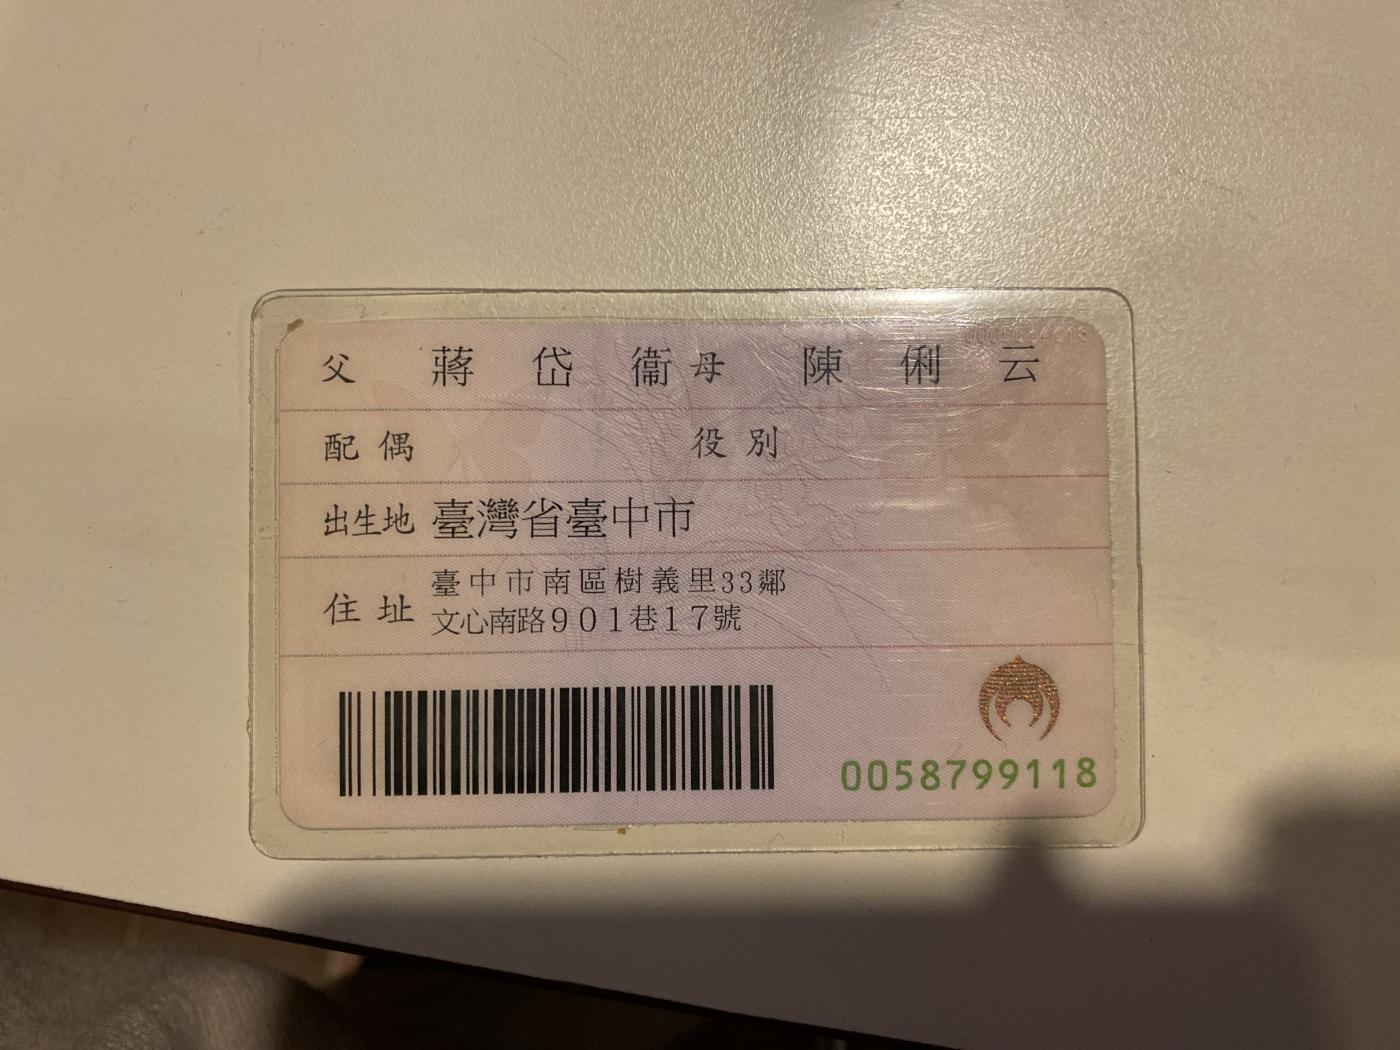 父 蔣岱衛 母 陳俐云
配偶 役別
出生地 臺灣省臺中市
住址 臺中市南區樹義里33鄰
文心南路901巷17號
0058799118